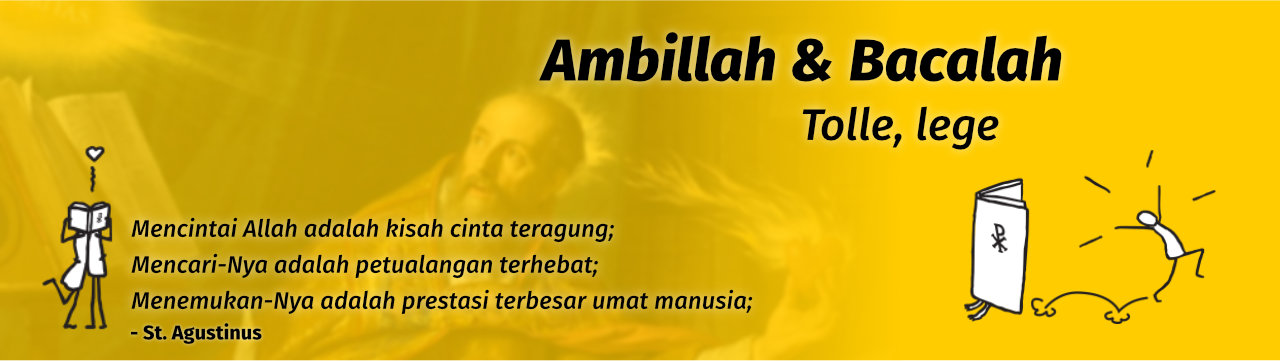 Ambillah & Bacalah
Tolle, lege
Mencintai Allah adalah kisah cinta teragung;
Mencari-Nya adalah petualangan terhebat;
Menemukan-Nya adalah prestasi terbesar umat manusia;
- St. Agustinus